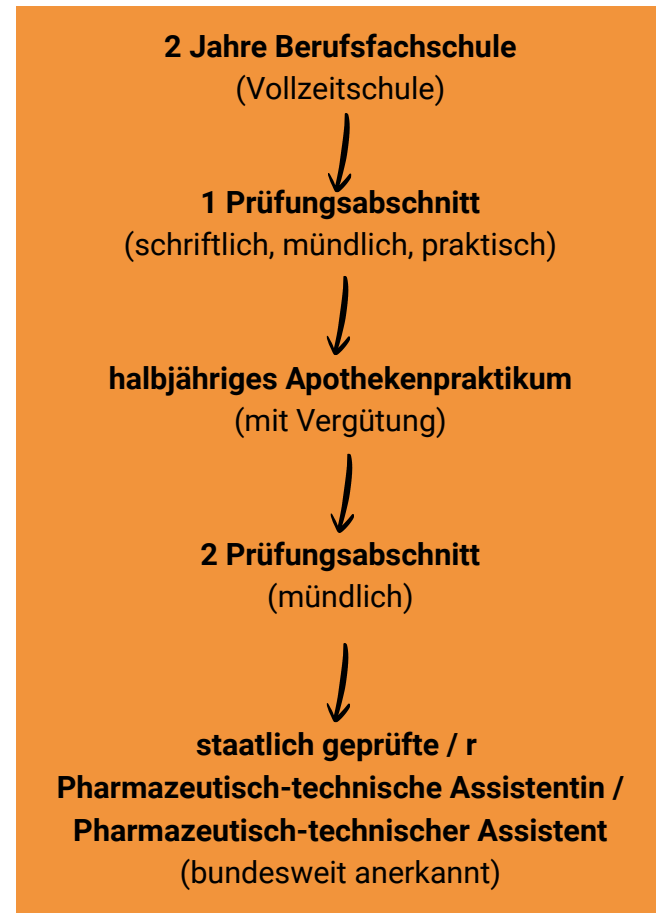 2 Jahre Berufsfachschule
(Vollzeitschule)
1 Prüfungsabschnitt
(schriftlich, mündlich, praktisch)
halbjähriges Apothekenpraktikum
(mit Vergütung)
2 Prüfungsabschnitt
(mündlich)
staatlich geprüfte / r
Pharmazeutisch-technische Assistentin /
Pharmazeutisch-technischer Assistent
(bundesweit anerkannt)